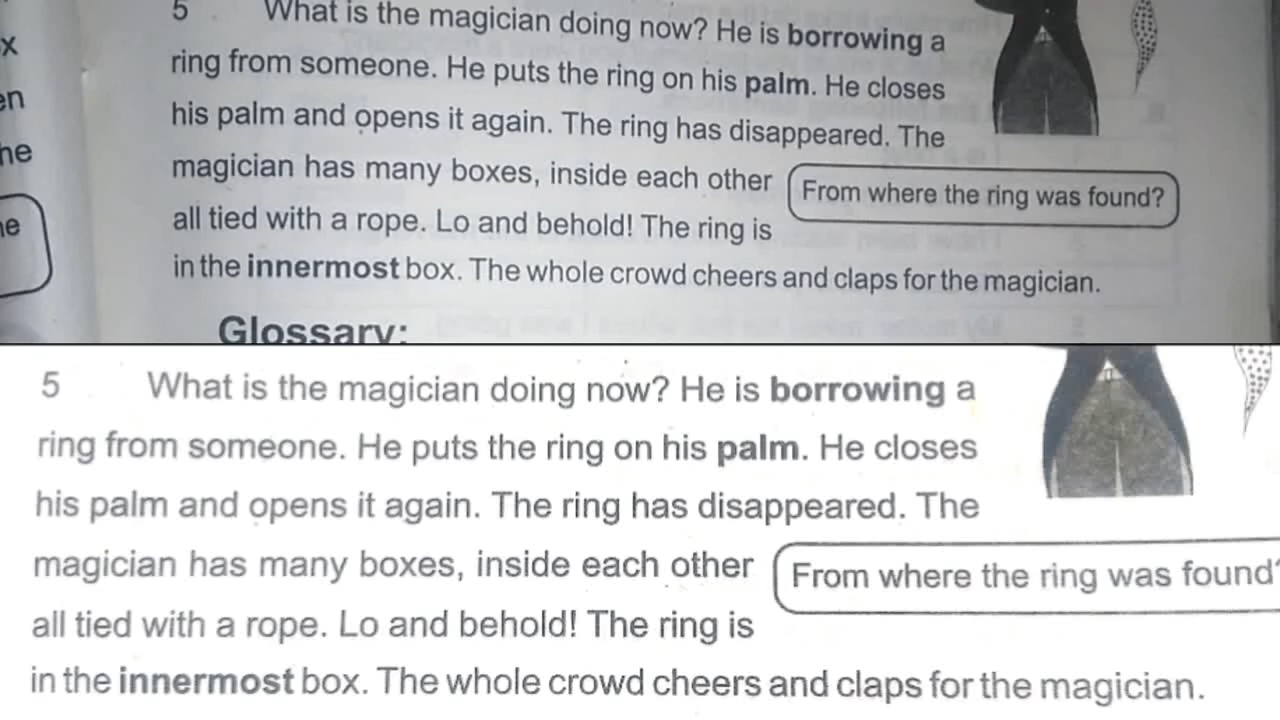 x
en
he
he
5 What is the magician doing now? He is borrowing a
ring from someone. He puts the ring on his palm. He closes
his palm and opens it again. The ring has disappeared. The
magician has many boxes, inside each other
From where the ring was found?
all tied with a rope. Lo and behold! The ring is
in the innermost box. The whole crowd cheers and claps for the magician.
Glossary:
5 What is the magician doing now? He is borrowing a
ring from someone. He puts the ring on his palm. He closes
his palm and opens it again. The ring has disappeared. The
magician has many boxes, inside each other
From where the ring was found?
all tied with a rope. Lo and behold! The ring is
in the innermost box. The whole crowd cheers and claps for the magician.